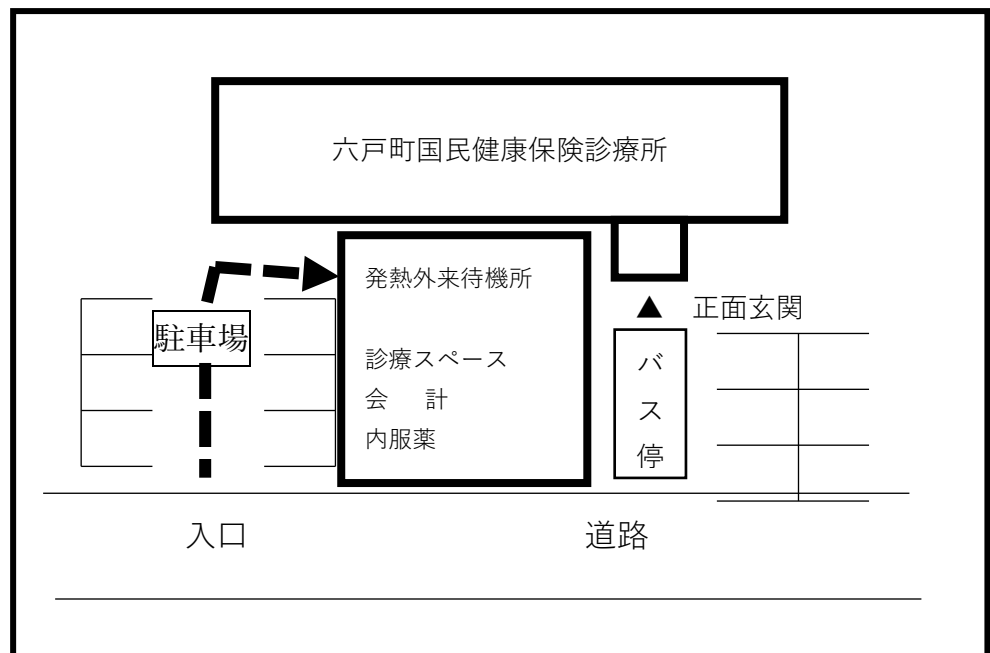 六戸町国民健康保険診療所
発熱外来待機所
▲ 正面玄関
駐車場
診療スペース
会 計
内服薬
バス停
入口
道路